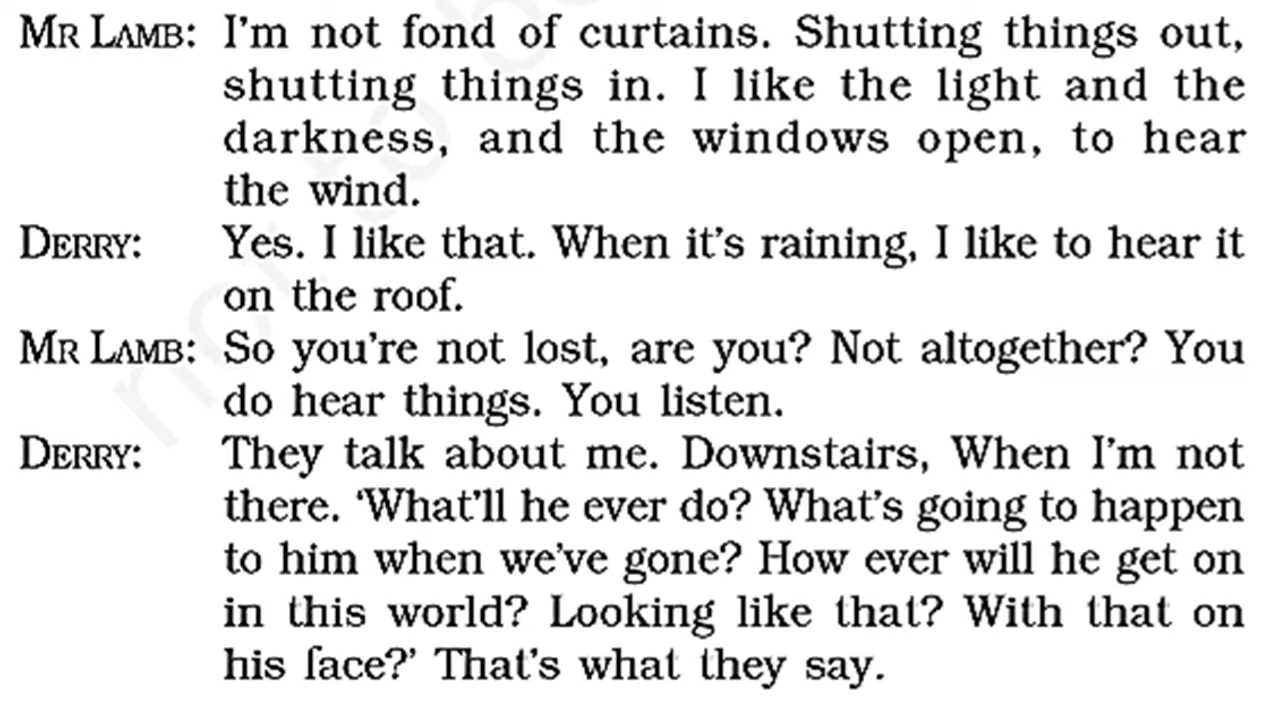 MR LAMB: I'm not fond of curtains. Shutting things out,
shutting things in. I like the light and the
darkness, and the windows open, to hear
the wind.
DERRY: Yes. I like that. When it's raining, I like to hear it
on the roof.
MR LAMB: So you're not lost, are you? Not altogether? You
do hear things. You listen.
DERRY: They talk about me. Downstairs, When I'm not
there. 'What'll he ever do? What's going to happen
to him when we've gone? How ever will he get on
in this world? Looking like that? With that on
his face?' That's what they say.
not to be